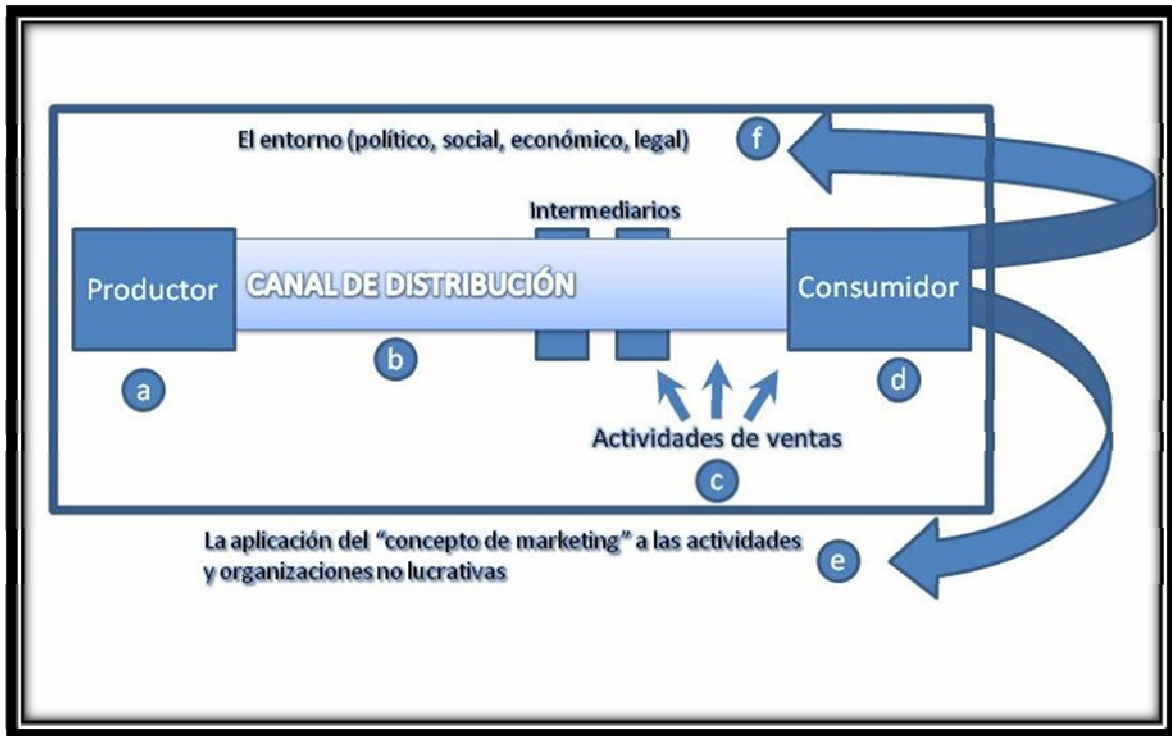 El entorno (político, social, económico, legal)
f
Intermediarios
Productor
CANAL DE DISTRIBUCIÓN
Consumidor
a
b
d
Actividades de ventas
c
La aplicación del “concepto de marketing” a las actividades
y organizaciones no lucrativas
e